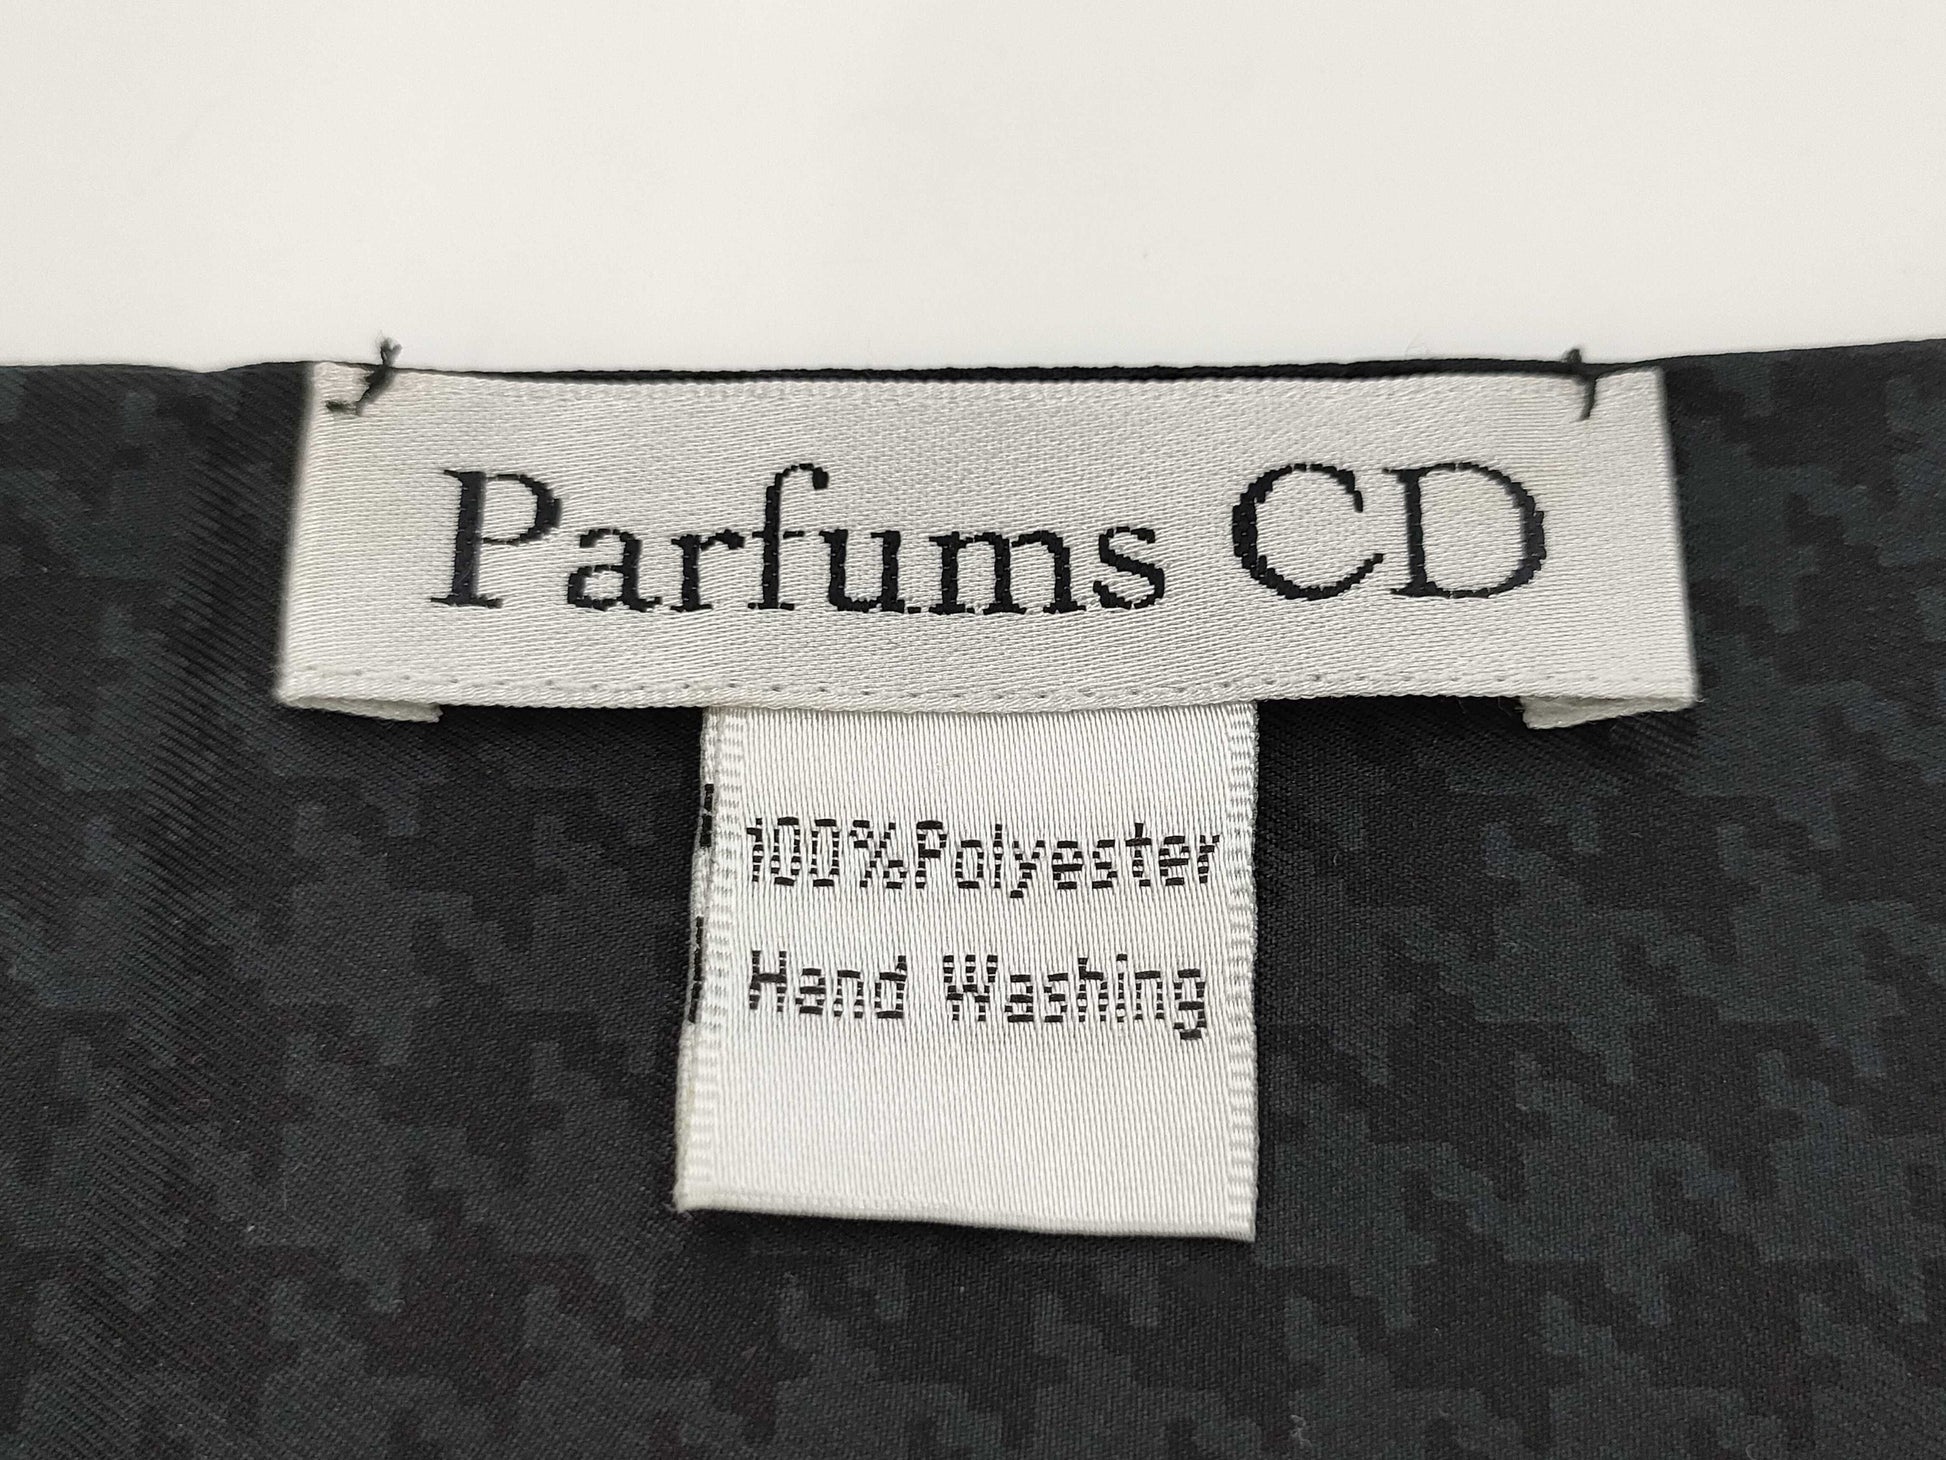 Parfums CD
100%Polyester
Hand Washing